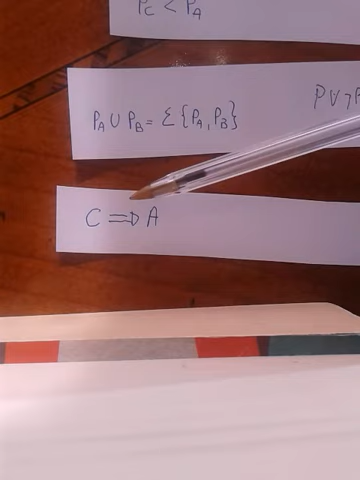 P_C < P_A
P_A ∪ P_B = Σ {P_A, P_B}
P ∨ ¬P
C ⟹ A